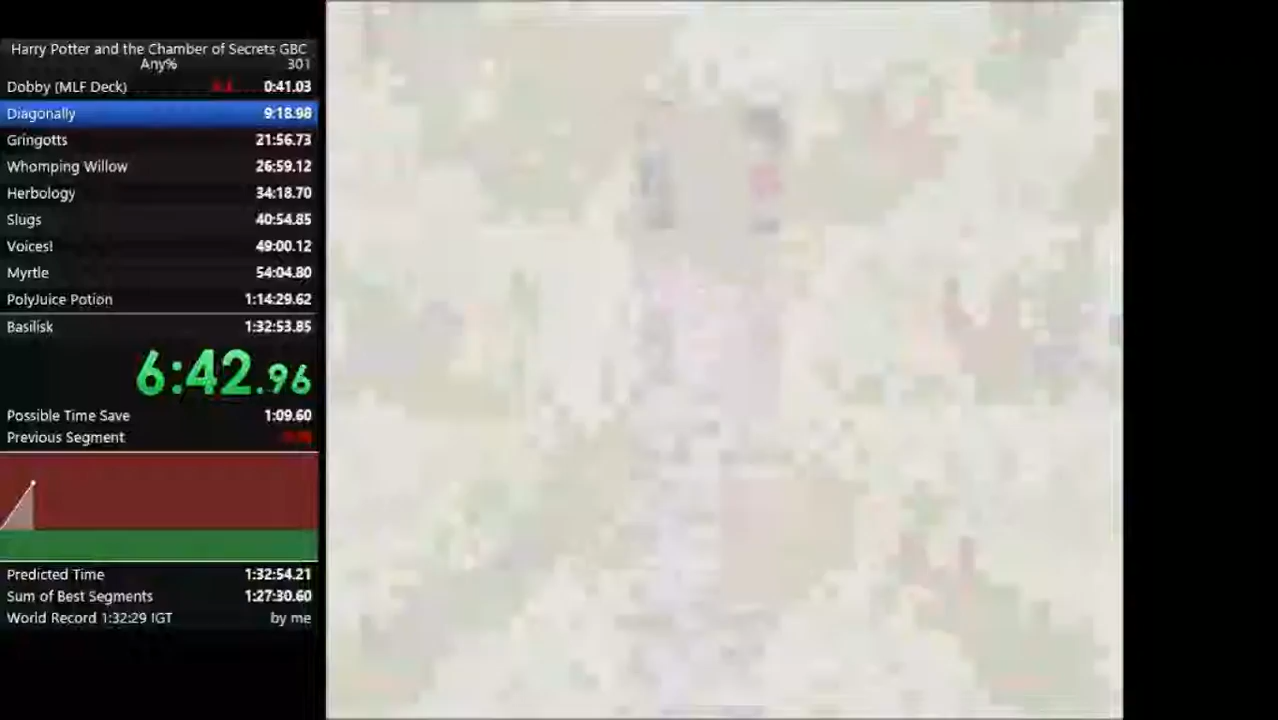 Harry Potter and the Chamber of Secrets GBC
Any% 301
Dobby (MLF Deck) 0:41.03
Diagonally 9:18.98
Gringotts 21:56.73
Whomping Willow 26:59.12
Herbology 34:18.70
Slugs 40:54.85
Voices! 49:00.12
Myrtle 54:04.80
PolyJuice Potion 1:14:29.62
Basilisk 1:32:53.85
6:42.96
Possible Time Save 1:09.60
Previous Segment
Predicted Time 1:32:54.21
Sum of Best Segments 1:27:30.60
World Record 1:32:29 IGT by me